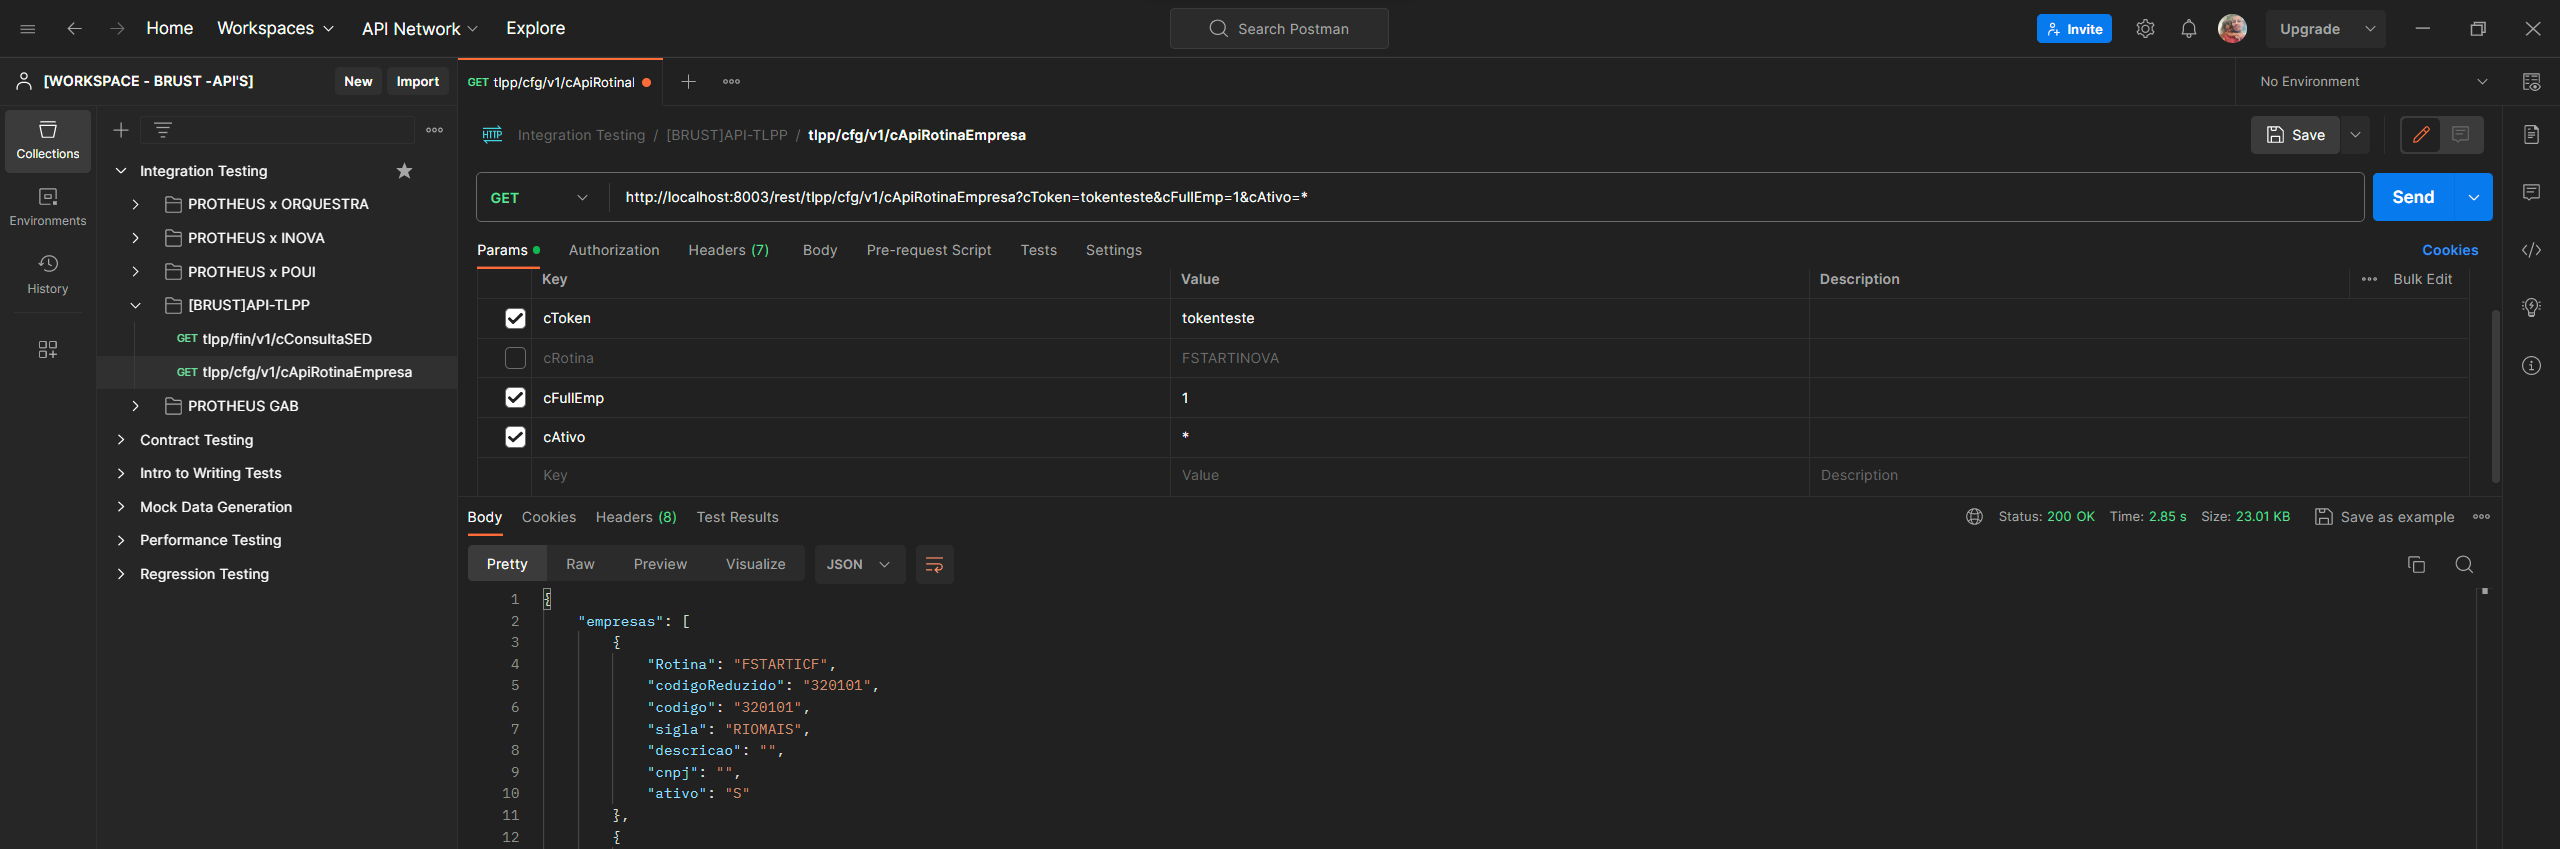 Home Workspaces API Network Explore Search Postman Invite Upgrade
[WORKSPACE - BRUST -API'S] New Import
GET tlpp/cfg/v1/cApiRotinaI
No Environment
Collections
Environments
History
Integration Testing
PROTHEUS x ORQUESTRA
PROTHEUS x INOVA
PROTHEUS x POUI
[BRUST]API-TLPP
GET tlpp/fin/v1/cConsultaSED
GET tlpp/cfg/v1/cApiRotinaEmpresa
PROTHEUS GAB
Contract Testing
Intro to Writing Tests
Mock Data Generation
Performance Testing
Regression Testing
HTTP Integration Testing / [BRUST]API-TLPP / tlpp/cfg/v1/cApiRotinaEmpresa
Save
GET http://localhost:8003/rest/tlpp/cfg/v1/cApiRotinaEmpresa?cToken=tokenteste&cFullEmp=1&cAtivo=*
Send
Params Authorization Headers (7) Body Pre-request Script Tests Settings Cookies
Key Value Description Bulk Edit
cToken tokenteste
cRotina FSTARTINOVA
cFullEmp 1
cAtivo *
Key Value Description
Body Cookies Headers (8) Test Results Status: 200 OK Time: 2.85 s Size: 23.01 KB Save as example
Pretty Raw Preview Visualize JSON
1 {
2 "empresas": [
3 {
4 "Rotina": "FSTARTICF",
5 "codigoReduzido": "320101",
6 "codigo": "320101",
7 "sigla": "RIOMAIS",
8 "descricao": "",
9 "cnpj": "",
10 "ativo": "S"
11 },
12 {